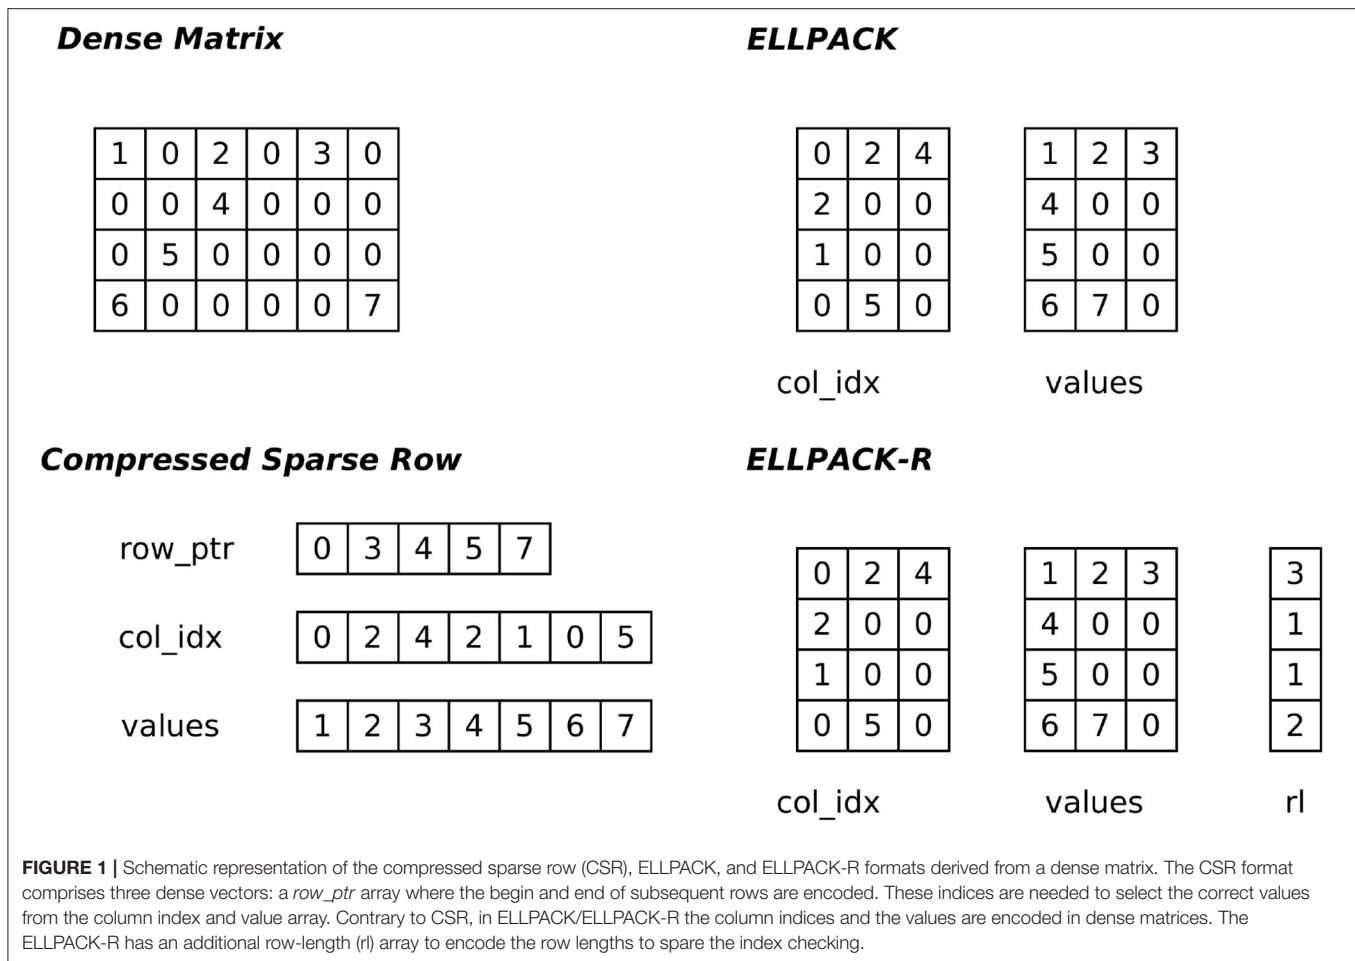 Dense Matrix
1 0 2 0 3 0
0 0 4 0 0 0
0 5 0 0 0 0
6 0 0 0 0 7
ELLPACK
0 2 4 1 2 3
2 0 0 4 0 0
1 0 0 5 0 0
0 5 0 6 7 0
col_idx values
Compressed Sparse Row
row_ptr 0 3 4 5 7
col_idx 0 2 4 2 1 0 5
values 1 2 3 4 5 6 7
ELLPACK-R
0 2 4 1 2 3 3
2 0 0 4 0 0 1
1 0 0 5 0 0 1
0 5 0 6 7 0 2
col_idx values rl
FIGURE 1 | Schematic representation of the compressed sparse row (CSR), ELLPACK, and ELLPACK-R formats derived from a dense matrix. The CSR format
comprises three dense vectors: a row_ptr array where the begin and end of subsequent rows are encoded. These indices are needed to select the correct values
from the column index and value array. Contrary to CSR, in ELLPACK/ELLPACK-R the column indices and the values are encoded in dense matrices. The
ELLPACK-R has an additional row-length (rl) array to encode the row lengths to spare the index checking.